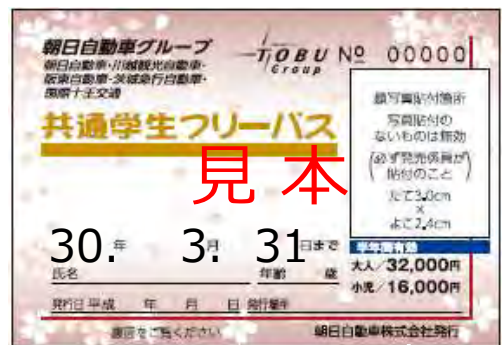 朝日自動車グループ
TOBU Group
№ 00000
朝日自動車・川越観光自動車・
阪東自動車・茨城急行自動車・
国際十王交通
共通学生フリーパス
顔写真貼付箇所
写真貼付の
ないものは無効
(必ず発売係員が
貼付のこと)
たて3.0cm
×
よこ2.4cm
見本
30.年 3.月 31日まで
氏名 年齢 歳
半年間有効
大人/32,000円
小児/16,000円
発行日 平成 年 月 日 発行箇所
裏面をご覧ください
朝日自動車株式会社発行